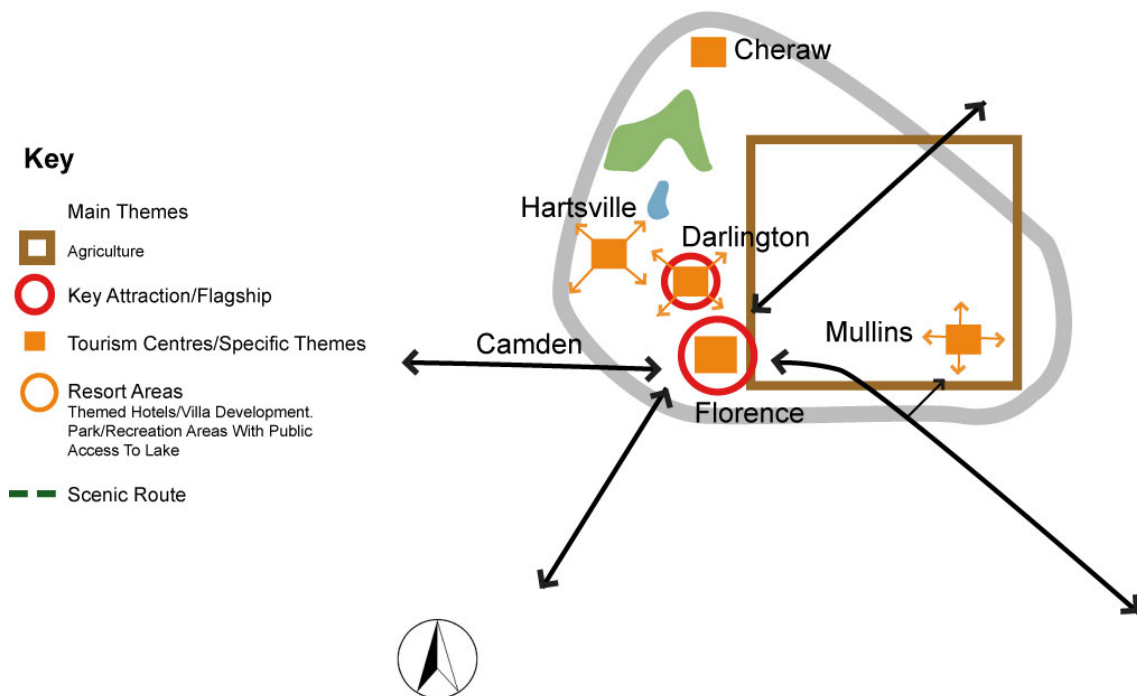 Key
Main Themes
Agriculture
Key Attraction/Flagship
Tourism Centres/Specific Themes
Resort Areas
Themed Hotels/Villa Development.
Park/Recreation Areas With Public
Access To Lake
Scenic Route
Cheraw
Hartsville
Darlington
Mullins
Camden
Florence